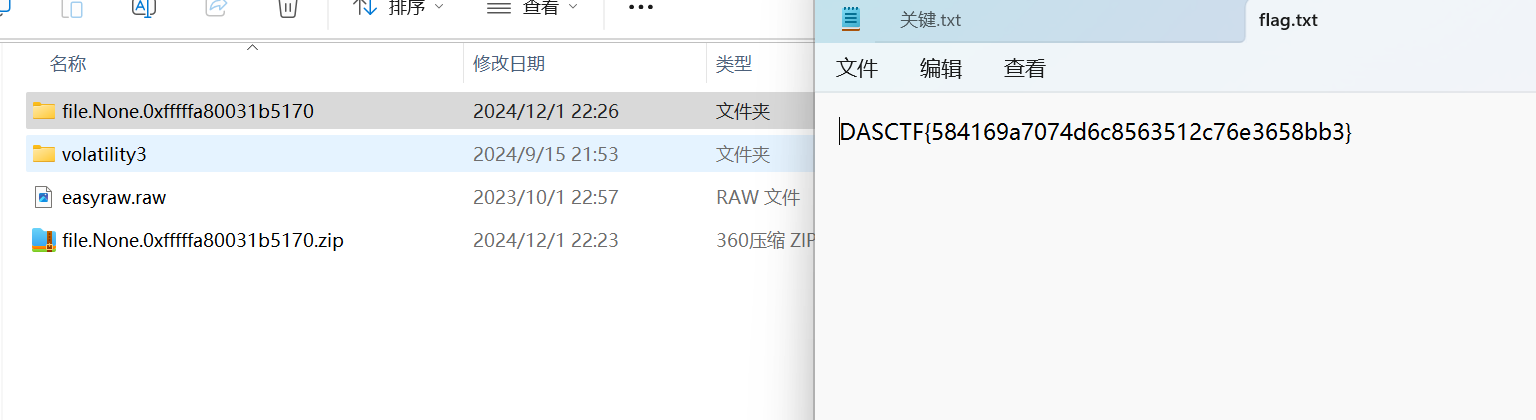 排序 查看
名称 修改日期 类型
file.None.0xfffffa80031b5170 2024/12/1 22:26 文件夹
volatility3 2024/9/15 21:53 文件夹
easyraw.raw 2023/10/1 22:57 RAW 文件
file.None.0xfffffa80031b5170.zip 2024/12/1 22:23 360压缩 ZIP
关键.txt flag.txt
文件 编辑 查看
DASCTF{584169a7074d6c8563512c76e3658bb3}